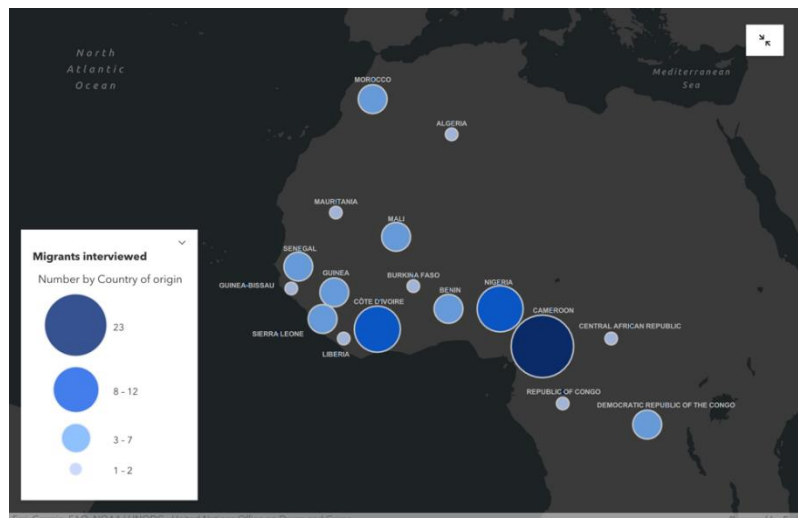 North
Atlantic
Ocean
Mediterranean
Sea
MOROCCO
ALGERIA
MAURITANIA
MALI
SENEGAL
GUINEA-BISSAU
GUINEA
BURKINA FASO
BENIN
NIGERIA
CÔTE D'IVOIRE
CAMEROON
SIERRA LEONE
LIBERIA
CENTRAL AFRICAN REPUBLIC
REPUBLIC OF CONGO
DEMOCRATIC REPUBLIC OF THE CONGO
Migrants interviewed
Number by Country of origin
23
8 - 12
3 - 7
1 - 2